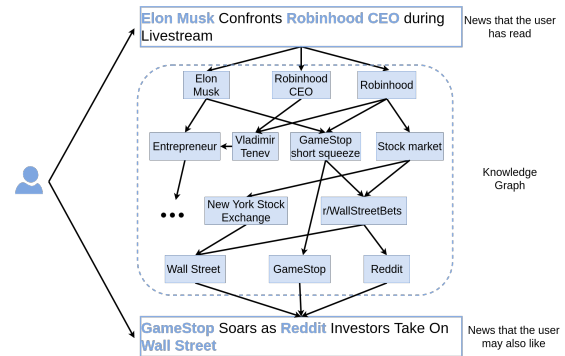 Elon Musk Confronts Robinhood CEO during
Livestream
News that the user
has read
Elon
Musk
Robinhood
CEO
Robinhood
Entrepreneur
Vladimir
Tenev
GameStop
short squeeze
Stock market
Knowledge
Graph
New York Stock
Exchange
r/WallStreetBets
•••
Wall Street
GameStop
Reddit
GameStop Soars as Reddit Investors Take On
Wall Street
News that the user
may also like